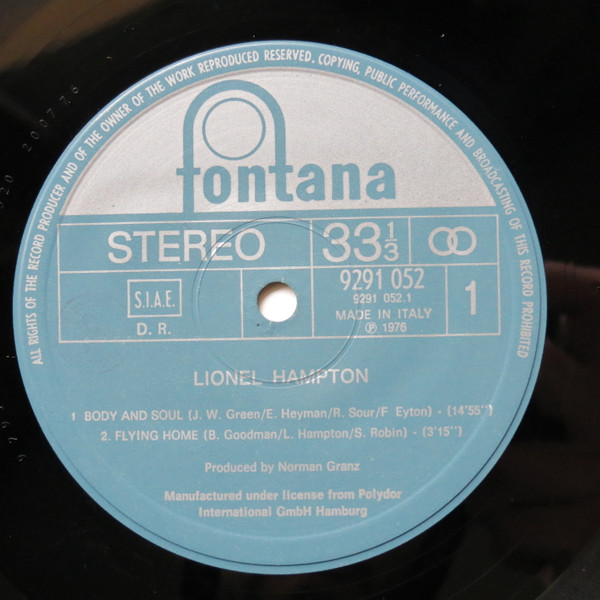 ALL RIGHTS OF THE RECORD PRODUCER AND OF THE OWNER OF THE WORK REPRODUCED RESERVED. COPYING, PUBLIC PERFORMANCE AND BROADCASTING OF THIS RECORD PROHIBITED
fontana
STEREO 33 1/3
S.I.A.E.
D. R.
9291 052
9291 052.1
MADE IN ITALY
℗ 1976
1
LIONEL HAMPTON
1 BODY AND SOUL (J. W. Green/E. Heyman/R. Sour/F Eyton) - (14'55")
2. FLYING HOME (B. Goodman/L. Hampton/S. Robin) - (3'15")
Produced by Norman Granz
Manufactured under license from Polydor
International GmbH Hamburg